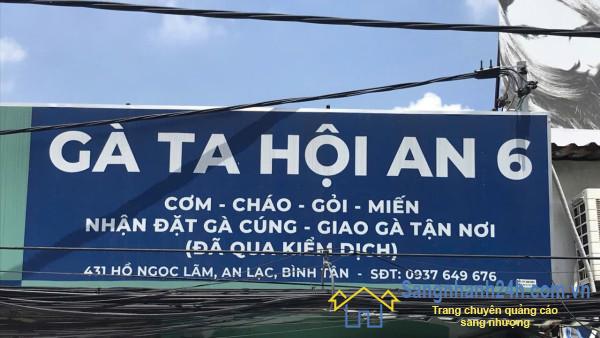 GÀ TA HỘI AN 6
CƠM - CHÁO - GỎI - MIẾN
NHẬN ĐẶT GÀ CÚNG - GIAO GÀ TẬN NƠI
(ĐÃ QUA KIỂM DỊCH)
431 HỒ NGỌC LÃM, AN LẠC, BÌNH TÂN - SĐT: 0937 649 676
Sangnhanh24h.com.vn
Trang chuyên quảng cáo
sang nhượng